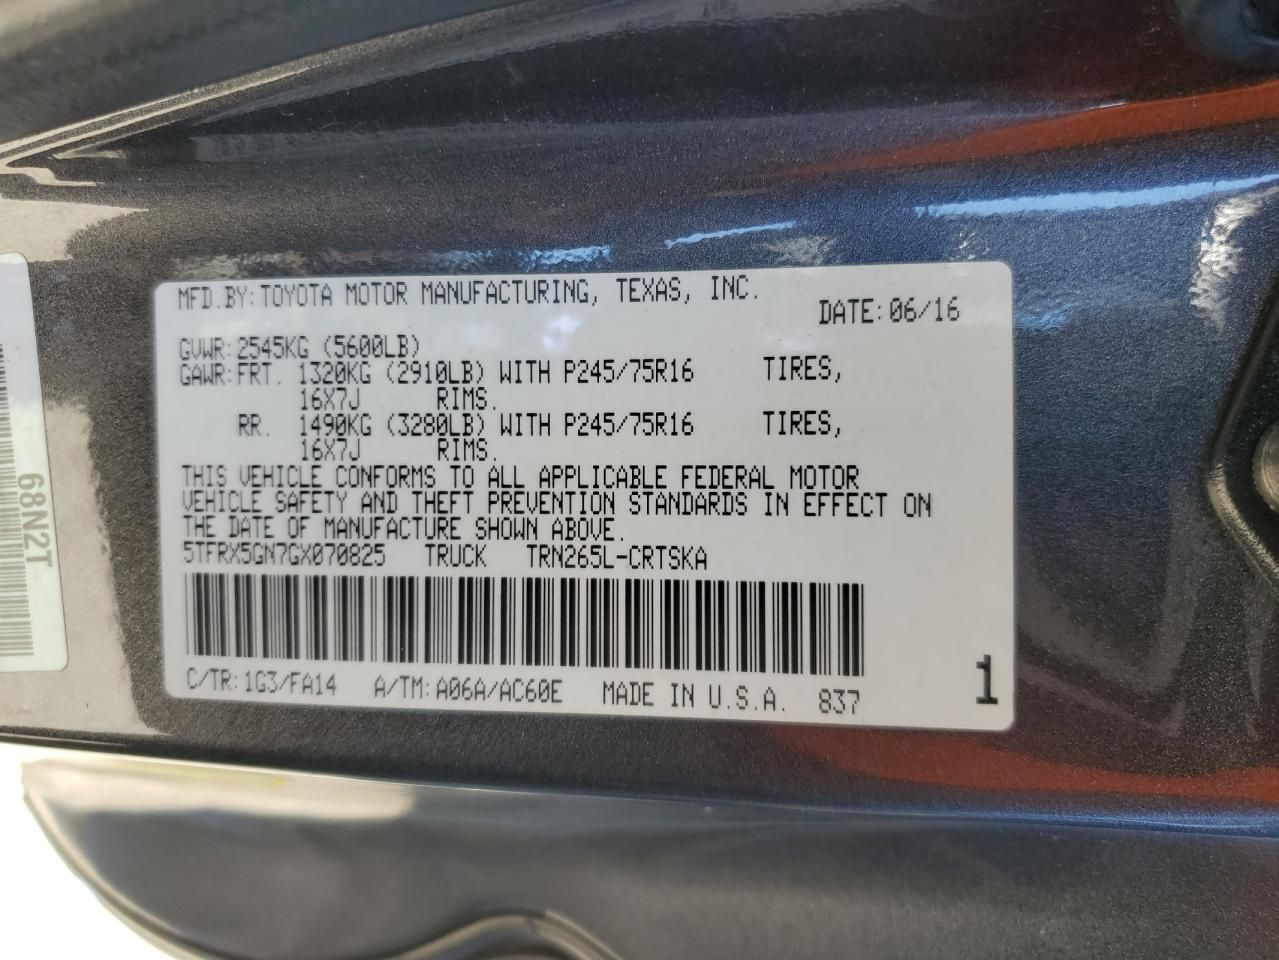 MFD.BY: TOYOTA MOTOR MANUFACTURING, TEXAS, INC.
DATE: 06/16
GVWR: 2545KG (5600LB)
GAWR: FRT. 1320KG (2910LB) WITH P245/75R16 TIRES,
16X7J RIMS.
RR. 1490KG (3280LB) WITH P245/75R16 TIRES,
16X7J RIMS.
THIS VEHICLE CONFORMS TO ALL APPLICABLE FEDERAL MOTOR
VEHICLE SAFETY AND THEFT PREVENTION STANDARDS IN EFFECT ON
THE DATE OF MANUFACTURE SHOWN ABOVE.
5TFRX5GN7GX070825 TRUCK TRN265L-CRTSKA
C/TR: 1G3/FA14 A/TM: A06A/AC60E MADE IN U.S.A. 837
1
68N2T